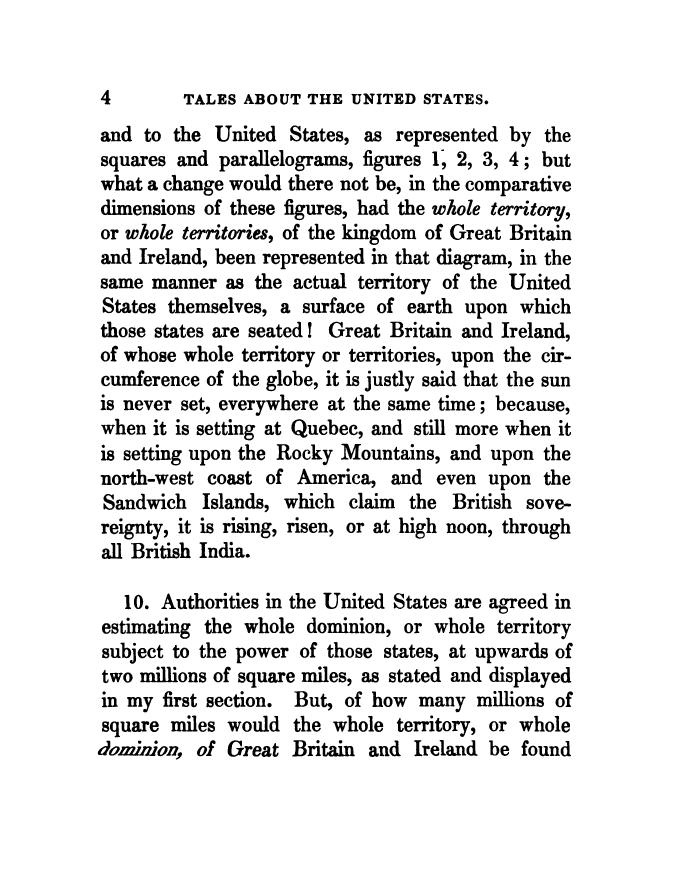 4 TALES ABOUT THE UNITED STATES.
and to the United States, as represented by the
squares and parallelograms, figures 1, 2, 3, 4; but
what a change would there not be, in the comparative
dimensions of these figures, had the whole territory,
or whole territories, of the kingdom of Great Britain
and Ireland, been represented in that diagram, in the
same manner as the actual territory of the United
States themselves, a surface of earth upon which
those states are seated! Great Britain and Ireland,
of whose whole territory or territories, upon the cir-
cumference of the globe, it is justly said that the sun
is never set, everywhere at the same time; because,
when it is setting at Quebec, and still more when it
is setting upon the Rocky Mountains, and upon the
north-west coast of America, and even upon the
Sandwich Islands, which claim the British sove-
reignty, it is rising, risen, or at high noon, through
all British India.
10. Authorities in the United States are agreed in
estimating the whole dominion, or whole territory
subject to the power of those states, at upwards of
two millions of square miles, as stated and displayed
in my first section. But, of how many millions of
square miles would the whole territory, or whole
dominion, of Great Britain and Ireland be found